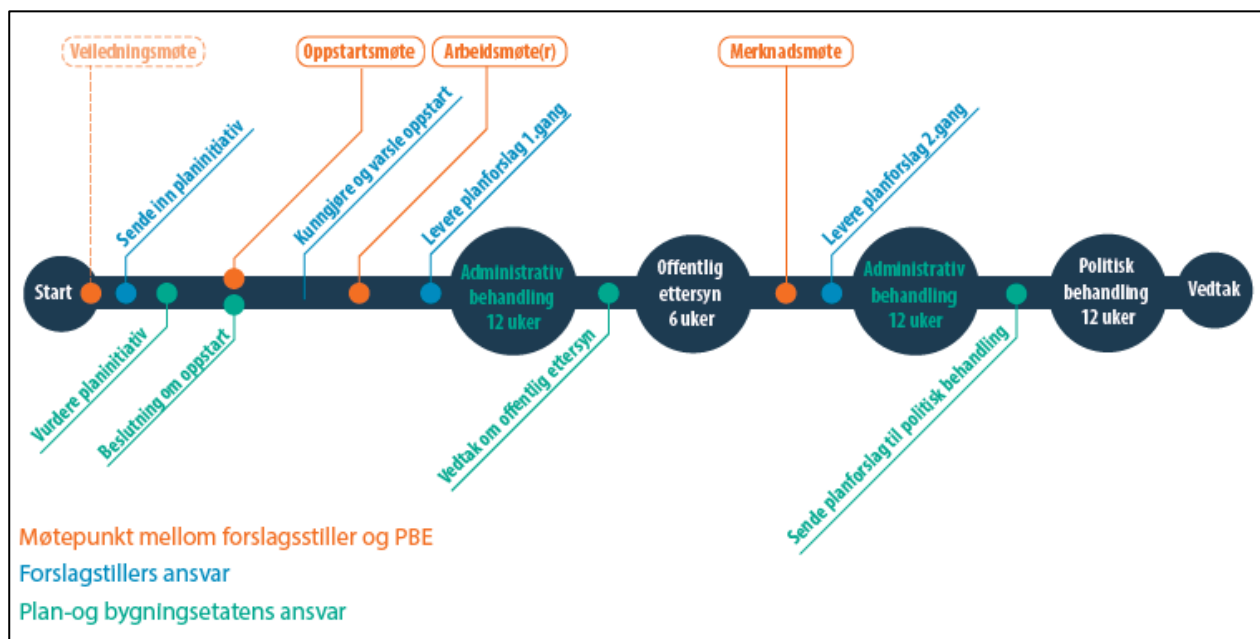 Veiledningsmøte
Oppstartsmøte
Arbeidsmøte(r)
Merknadsmøte
Sende inn planinitiativ
Kunngjøre og varsle oppstart
Levere planforslag 1.gang
Levere planforslag 2.gang
Start
Administrativ
behandling
12 uker
Offentlig
ettersyn
6 uker
Administrativ
behandling
12 uker
Politisk
behandling
12 uker
Vedtak
Vurdere planinitiativ
Beslutning om oppstart
Vedtak om offentlig ettersyn
Sende planforslag til politisk behandling
Møtepunkt mellom forslagsstiller og PBE
Forslagtillers ansvar
Plan-og bygningsetatens ansvar